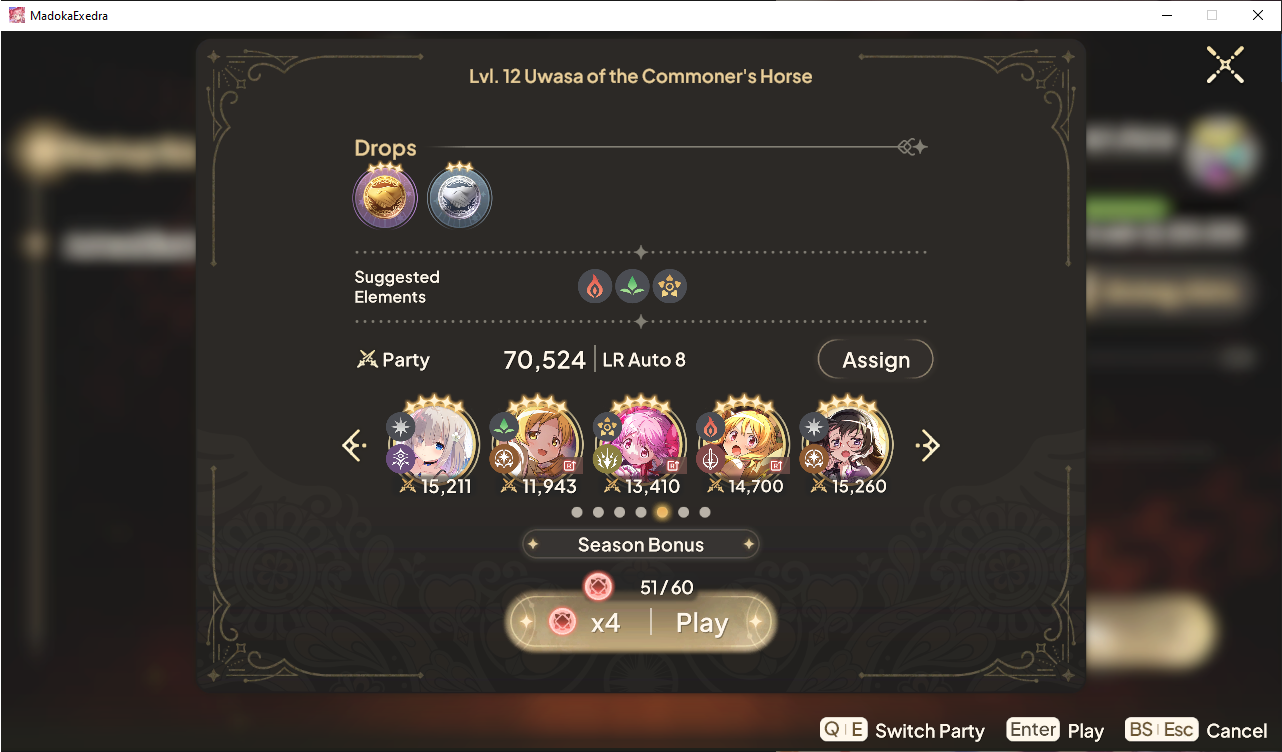 MadokaExedra
Lvl. 12 Uwasa of the Commoner's Horse
Drops
Suggested
Elements
Party
70,524
LR Auto 8
Assign
15,211
11,943
13,410
14,700
15,260
Season Bonus
51/60
x4
Play
Q E Switch Party
Enter Play
BS Esc Cancel